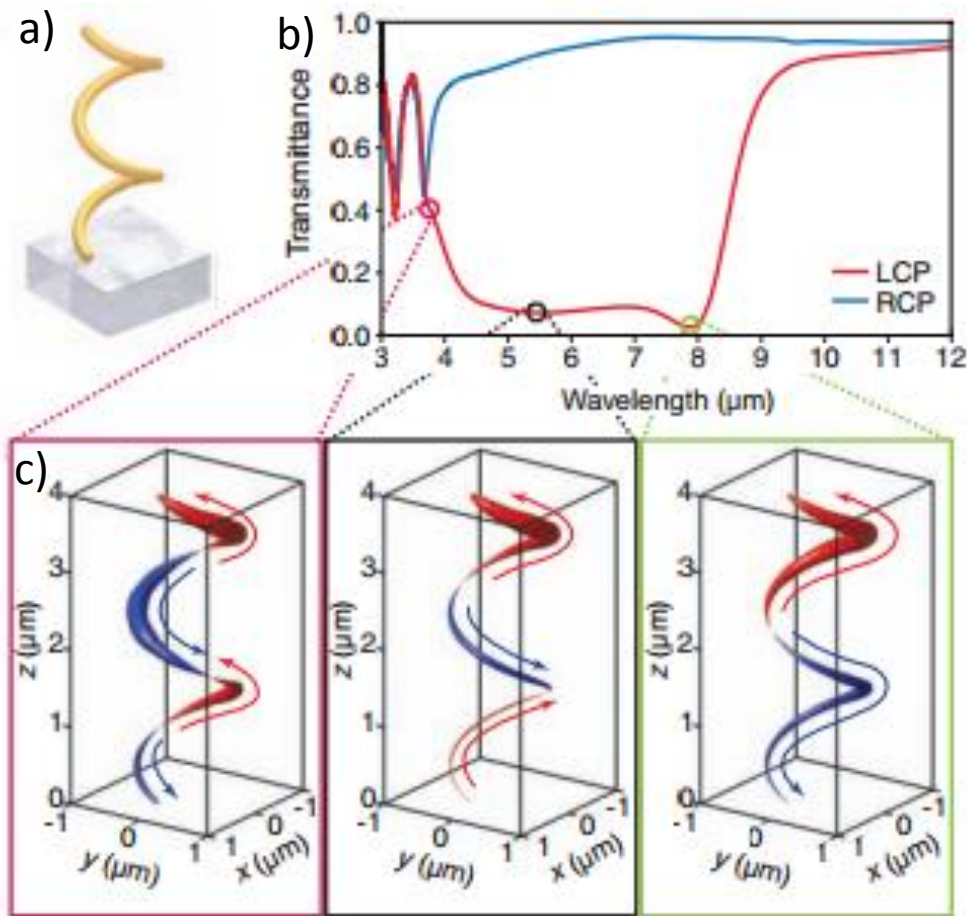 a)
b)
1.0
0.8
0.6
0.4
0.2
0.0
Transmittance
LCP
RCP
3 4 5 6 7 8 9 10 11 12
Wavelength (µm)
c)
4
3
2
1
0
z (µm)
-1 0 1
y (µm)
1 0 -1
x (µm)
4
3
2
1
0
z (µm)
-1 0 1
y (µm)
1 0 -1
x (µm)
4
3
2
1
0
z (µm)
-1 0 1
y (µm)
1 0 -1
x (µm)